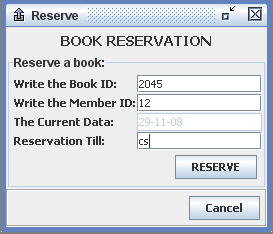 Reserve
BOOK RESERVATION
Reserve a book:
Write the Book ID: 2045
Write the Member ID: 12
The Current Data: 29-11-08
Reservation Till: cs
RESERVE
Cancel